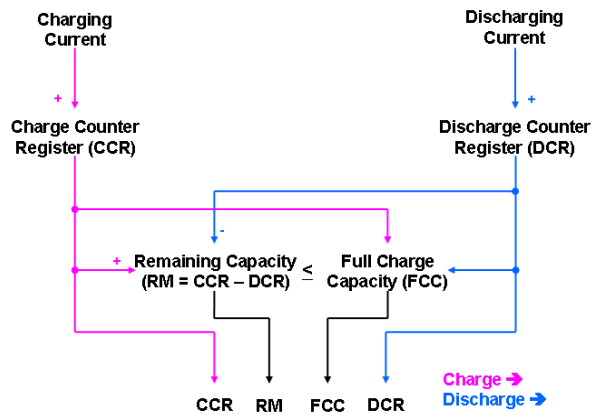 Charging
Current
Discharging
Current
+
+
Charge Counter
Register (CCR)
Discharge Counter
Register (DCR)
-
+
Remaining Capacity
(RM = CCR – DCR)
≤
Full Charge
Capacity (FCC)
CCR
RM
FCC
DCR
Charge ➔
Discharge ➔